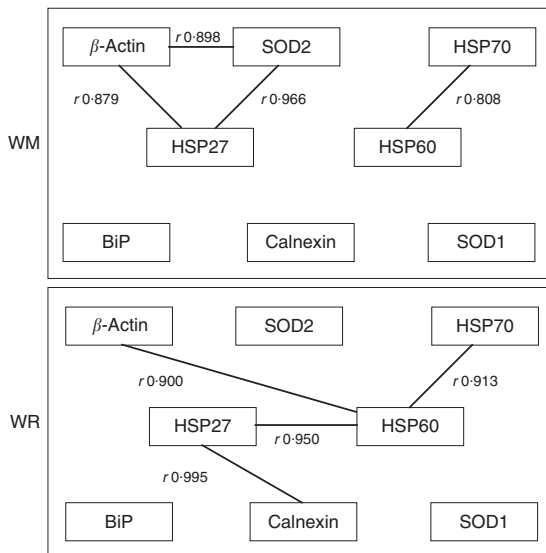 r 0·898
β-Actin
SOD2
HSP70
r 0·879
r 0·966
r 0·808
WM
HSP27
HSP60
BiP
Calnexin
SOD1
β-Actin
SOD2
HSP70
r 0·900
r 0·913
WR
HSP27
HSP60
r 0·950
r 0·995
BiP
Calnexin
SOD1